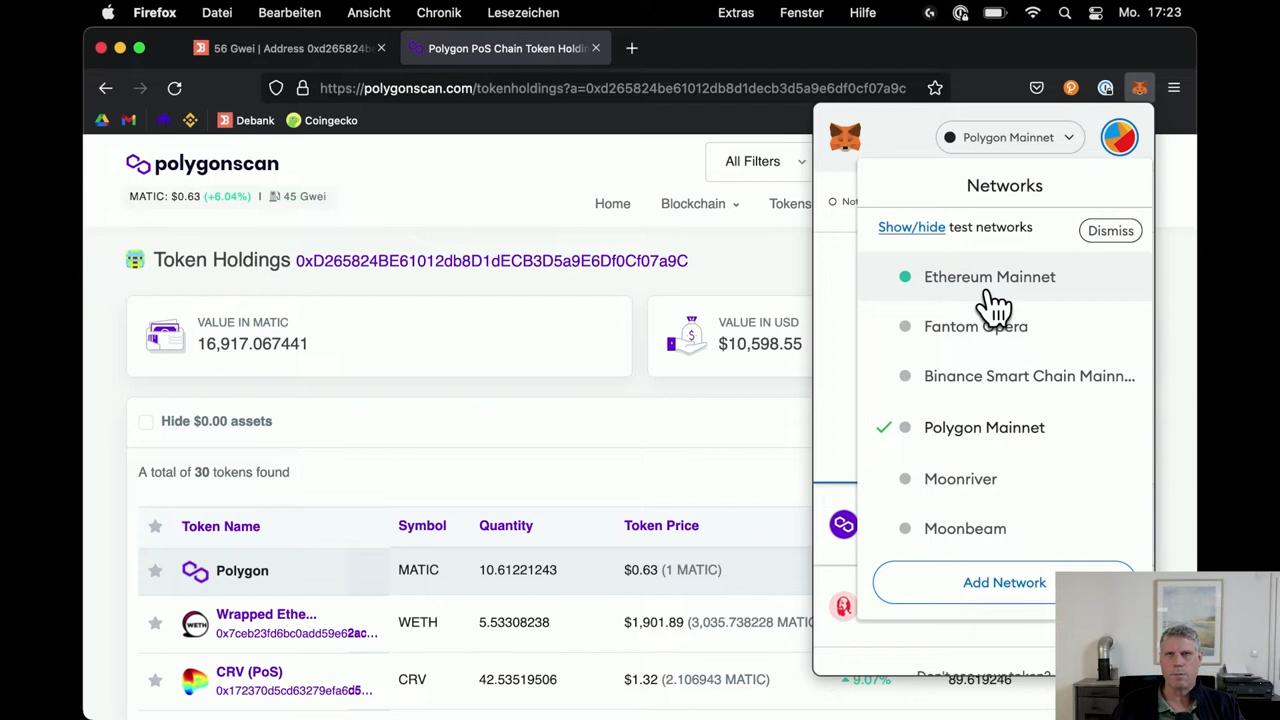 Firefox Datei Bearbeiten Ansicht Chronik Lesezeichen Extras Fenster Hilfe Mo. 17:23
56 Gwei | Address 0xd265824b
Polygon PoS Chain Token Holdin
https://polygonscan.com/tokenholdings?a=0xd265824be61012db8d1decb3d5a9e6df0cf07a9c
Debank Coingecko
polygonscan
All Filters
MATIC: $0.63 (+6.04%) | 45 Gwei
Home Blockchain Tokens
Token Holdings 0xD265824BE61012db8D1dECB3D5a9E6Df0Cf07a9C
VALUE IN MATIC
16,917.067441
VALUE IN USD
$10,598.55
Hide $0.00 assets
A total of 30 tokens found
Token Name Symbol Quantity Token Price
Polygon MATIC 10.61221243 $0.63 (1 MATIC)
Wrapped Ethe... WETH 5.53308238 $1,901.89 (3,035.738228 MATIC
0x7ceb23fd6bc0add59e62ac...
CRV (PoS) CRV 42.53519506 $1.32 (2.106943 MATIC)
0x172370d5cd63279efa6d5...
Polygon Mainnet
Not
Networks
Show/hide test networks
Dismiss
Ethereum Mainnet
Fantom Opera
Binance Smart Chain Mainn...
Polygon Mainnet
Moonriver
Moonbeam
Add Network
9.07% 89.619246